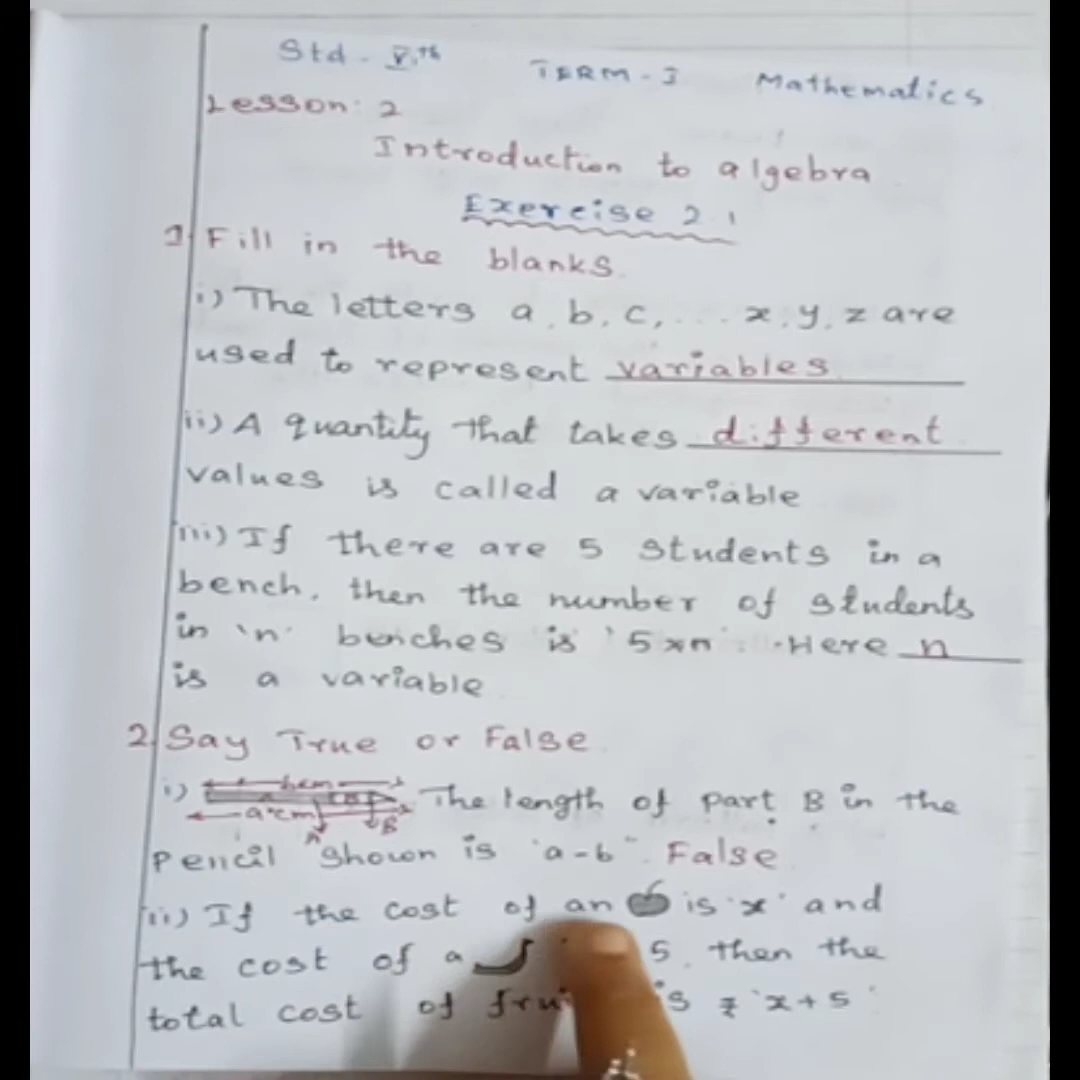 Std - VIth TERM - I Mathematics
Lesson: 2
Introduction to algebra
Exercise 2.1
1 Fill in the blanks.
i) The letters a, b, c, ... x, y, z are
used to represent variables
ii) A quantity that takes different
values is called a variable
iii) If there are 5 students in a
bench, then the number of students
in 'n' benches is '5×n'. Here n
is a variable
2 Say True or False.
i) The length of part B in the
a cm
A B
Pencil shown is 'a-b'. False
ii) If the cost of an is 'x' and
the cost of a 5, then the
total cost of is ₹ 'x+5'